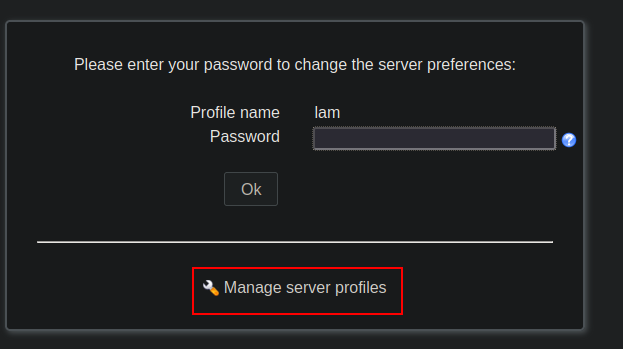 Please enter your password to change the server preferences:
Profile name lam
Password
?
Ok
Manage server profiles